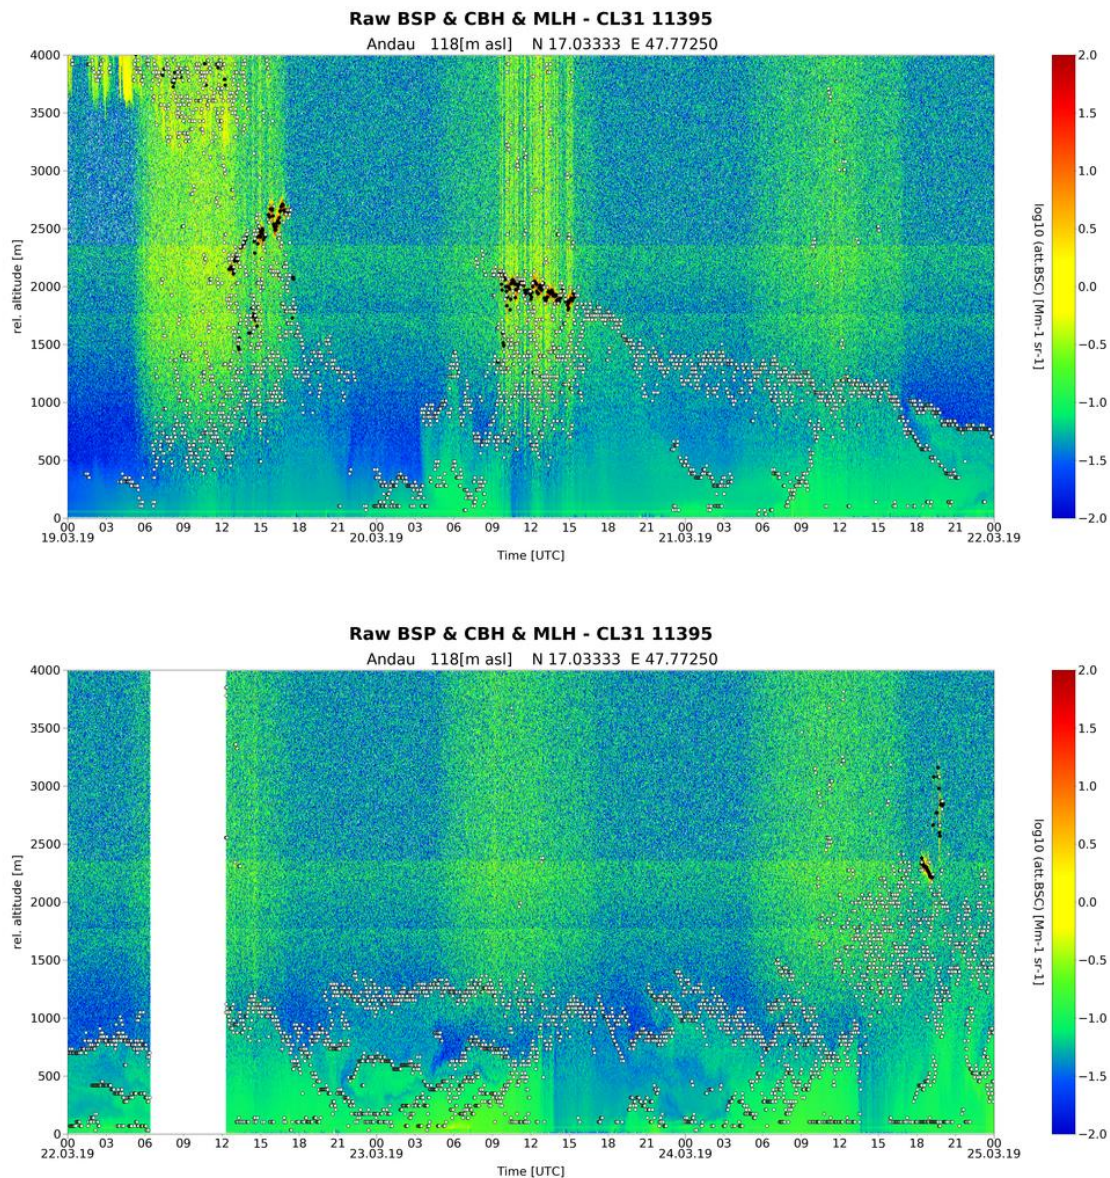 Raw BSP & CBH & MLH - CL31 11395
Andau 118[m asl] N 17.03333 E 47.77250
4000
3500
3000
2500
2000
1500
1000
500
0
rel. altitude [m]
00 03 06 09 12 15 18 21 00 03 06 09 12 15 18 21 00 03 06 09 12 15 18 21 00
19.03.19 20.03.19 21.03.19 22.03.19
Time [UTC]
2.0
1.5
1.0
0.5
0.0
−0.5
−1.0
−1.5
−2.0
log10 (att.BSC) [Mm-1 sr-1]
Raw BSP & CBH & MLH - CL31 11395
Andau 118[m asl] N 17.03333 E 47.77250
4000
3500
3000
2500
2000
1500
1000
500
0
rel. altitude [m]
00 03 06 09 12 15 18 21 00 03 06 09 12 15 18 21 00 03 06 09 12 15 18 21 00
22.03.19 23.03.19 24.03.19 25.03.19
Time [UTC]
2.0
1.5
1.0
0.5
0.0
−0.5
−1.0
−1.5
−2.0
log10 (att.BSC) [Mm-1 sr-1]